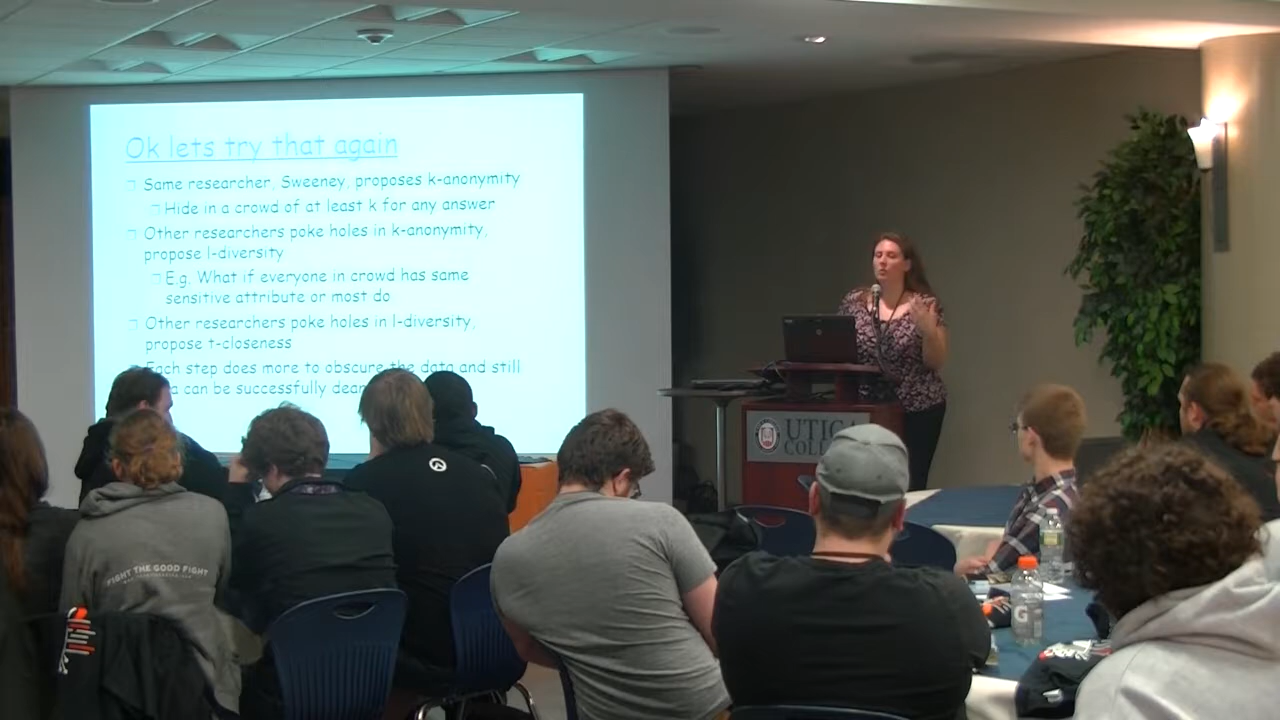 Ok lets try that again
Same researcher, Sweeney, proposes k-anonymity
Hide in a crowd of at least k for any answer
Other researchers poke holes in k-anonymity,
propose l-diversity
E.g. What if everyone in crowd has same
sensitive attribute or most do
Other researchers poke holes in l-diversity,
propose t-closeness
Each step does more to obscure the data and still
can be successfully
UTICA
FIGHT THE GOOD FIGHT
G